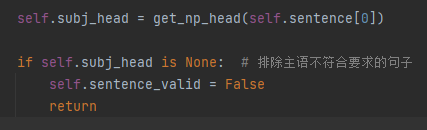 self.subj_head = get_np_head(self.sentence[0])
if self.subj_head is None:  # 排除主语不符合要求的句子
    self.sentence_valid = False
    return